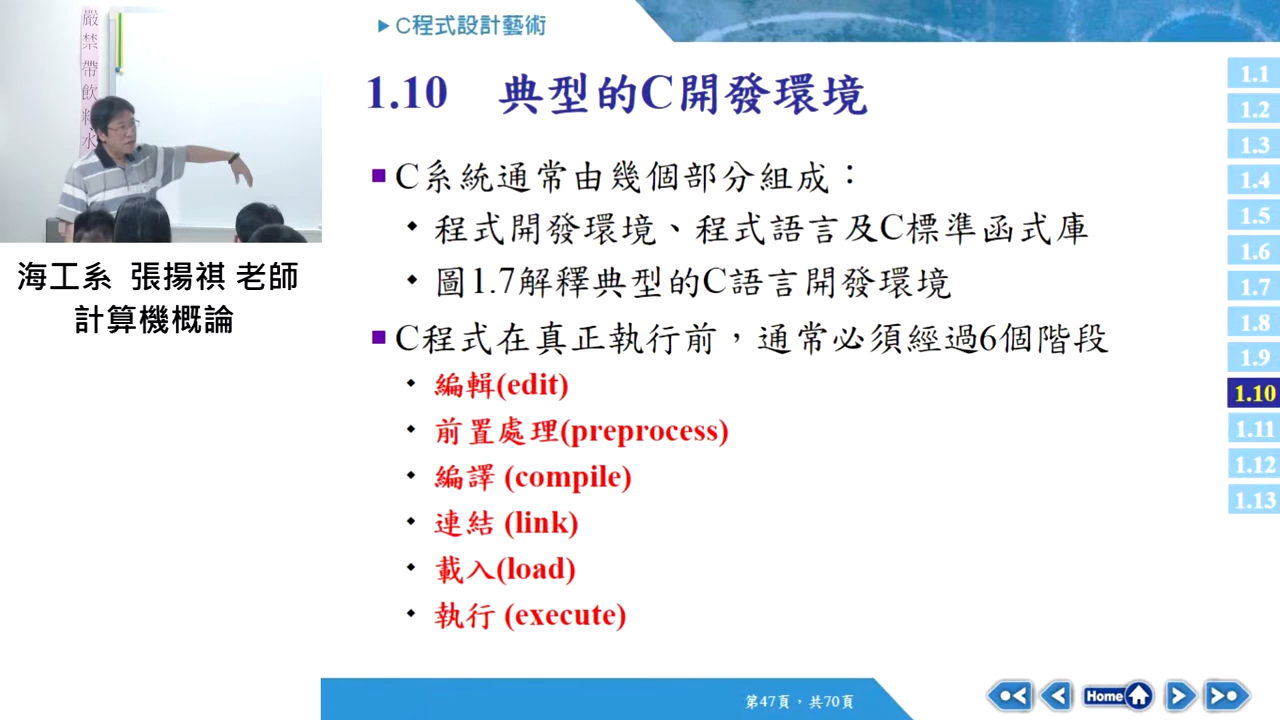 嚴禁帶飲料水
海工系 張揚祺 老師
計算機概論
C程式設計藝術
1.10 典型的C開發環境
C系統通常由幾個部分組成：
程式開發環境、程式語言及C標準函式庫
圖1.7解釋典型的C語言開發環境
C程式在真正執行前，通常必須經過6個階段
編輯(edit)
前置處理(preprocess)
編譯 (compile)
連結 (link)
載入(load)
執行 (execute)
1.1
1.2
1.3
1.4
1.5
1.6
1.7
1.8
1.9
1.10
1.11
1.12
1.13
第47頁，共70頁
Home